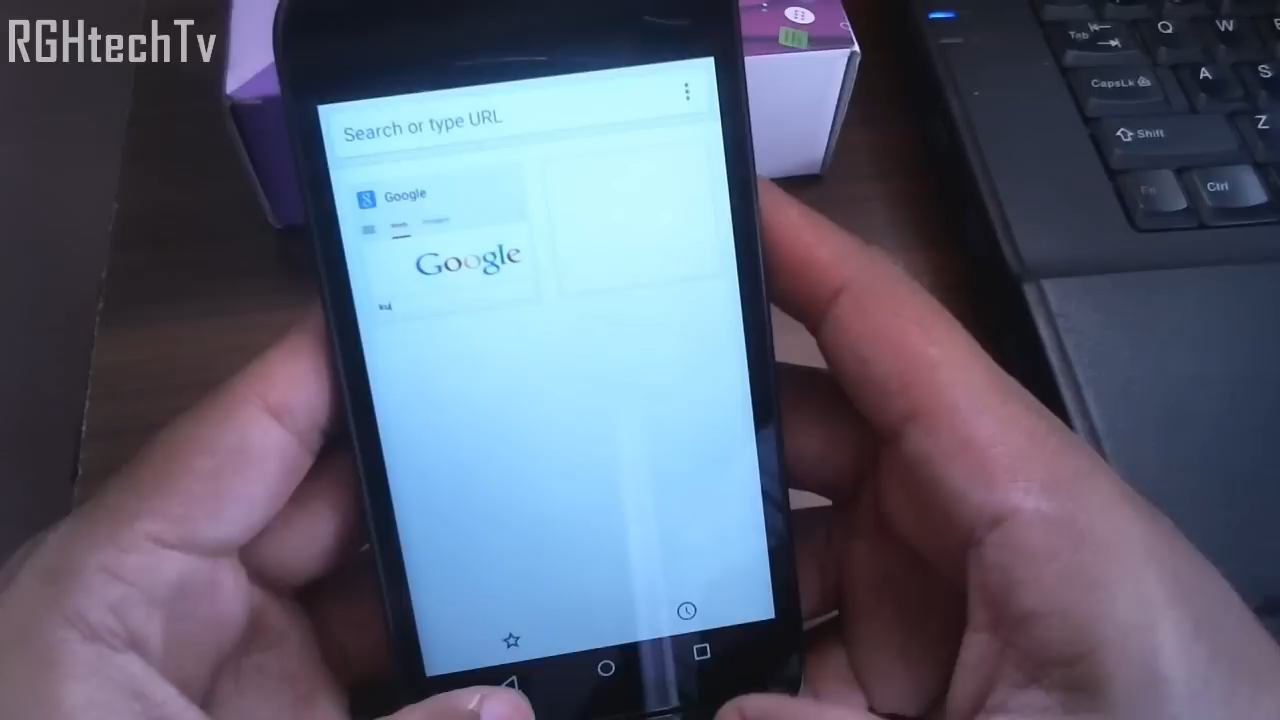 RGHtechTv
Search or type URL
Google
Google
Tab
Q
W
CapsLk
A
S
Shift
Z
Fn
Ctrl